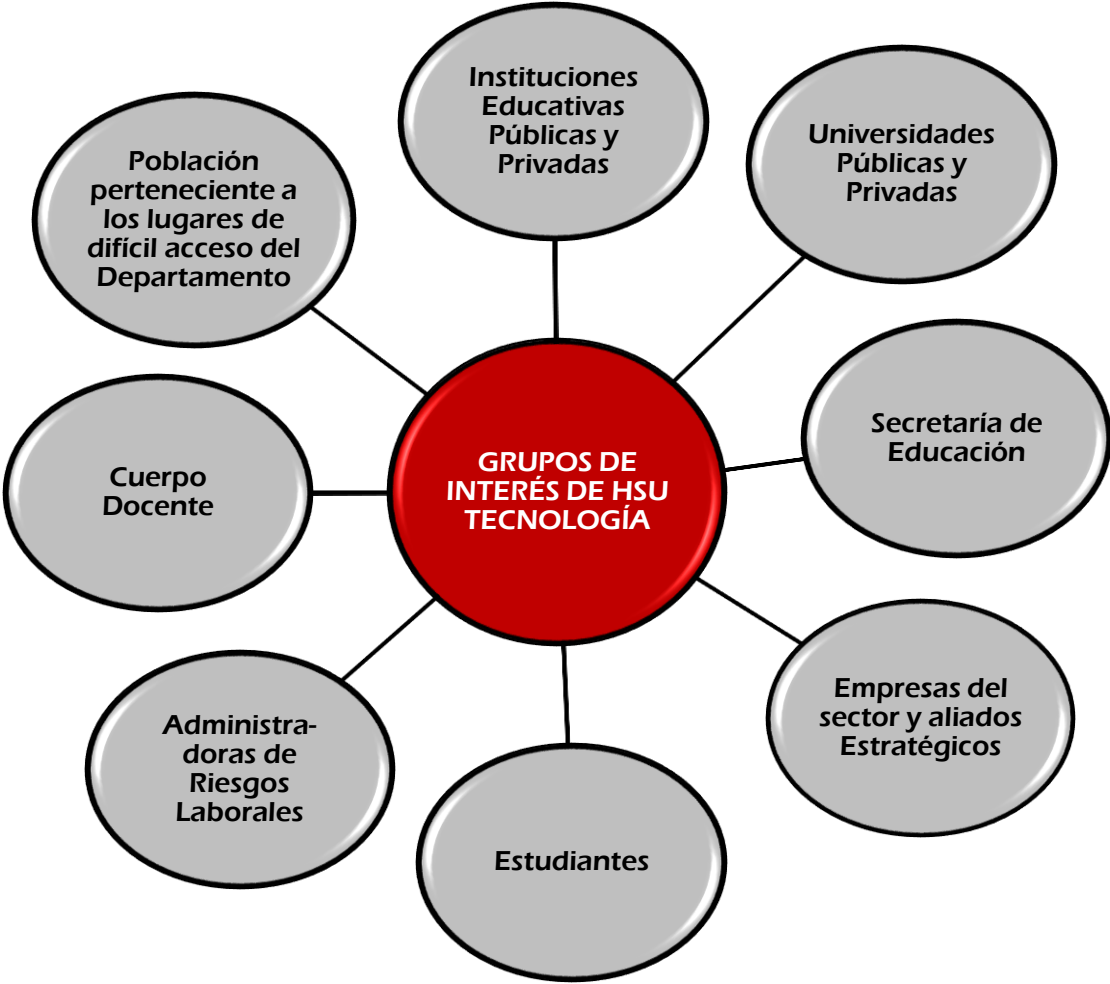 Instituciones
Educativas
Públicas y
Privadas
Universidades
Públicas y
Privadas
Población
perteneciente a
los lugares de
difícil acceso del
Departamento
Secretaría de
Educación
GRUPOS DE
INTERÉS DE HSU
TECNOLOGÍA
Cuerpo
Docente
Empresas del
sector y aliados
Estratégicos
Administra-
doras de
Riesgos
Laborales
Estudiantes